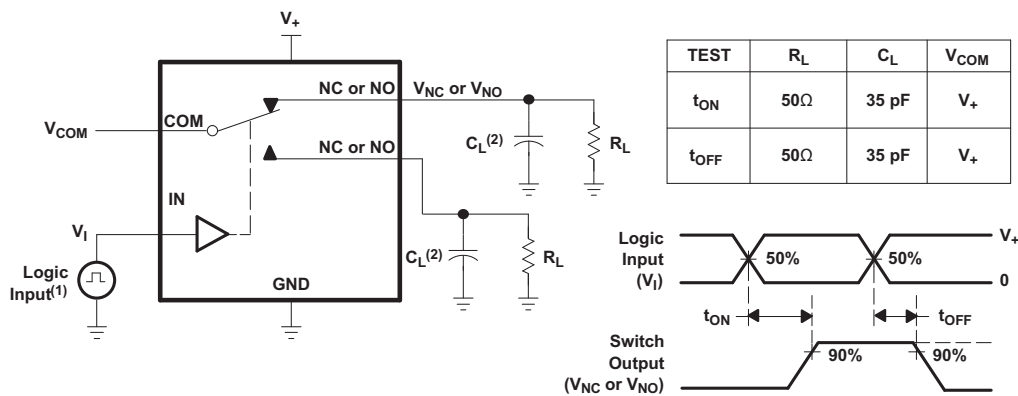 V+
NC or NO
VNC or VNO
VCOM
COM
CL(2)
RL
NC or NO
IN
VI
CL(2)
RL
Logic
Input(1)
GND
TEST RL CL VCOM
tON 50Ω 35 pF V+
tOFF 50Ω 35 pF V+
Logic
Input
(VI)
50%
50%
V+
0
tON
tOFF
Switch
Output
(VNC or VNO)
90%
90%